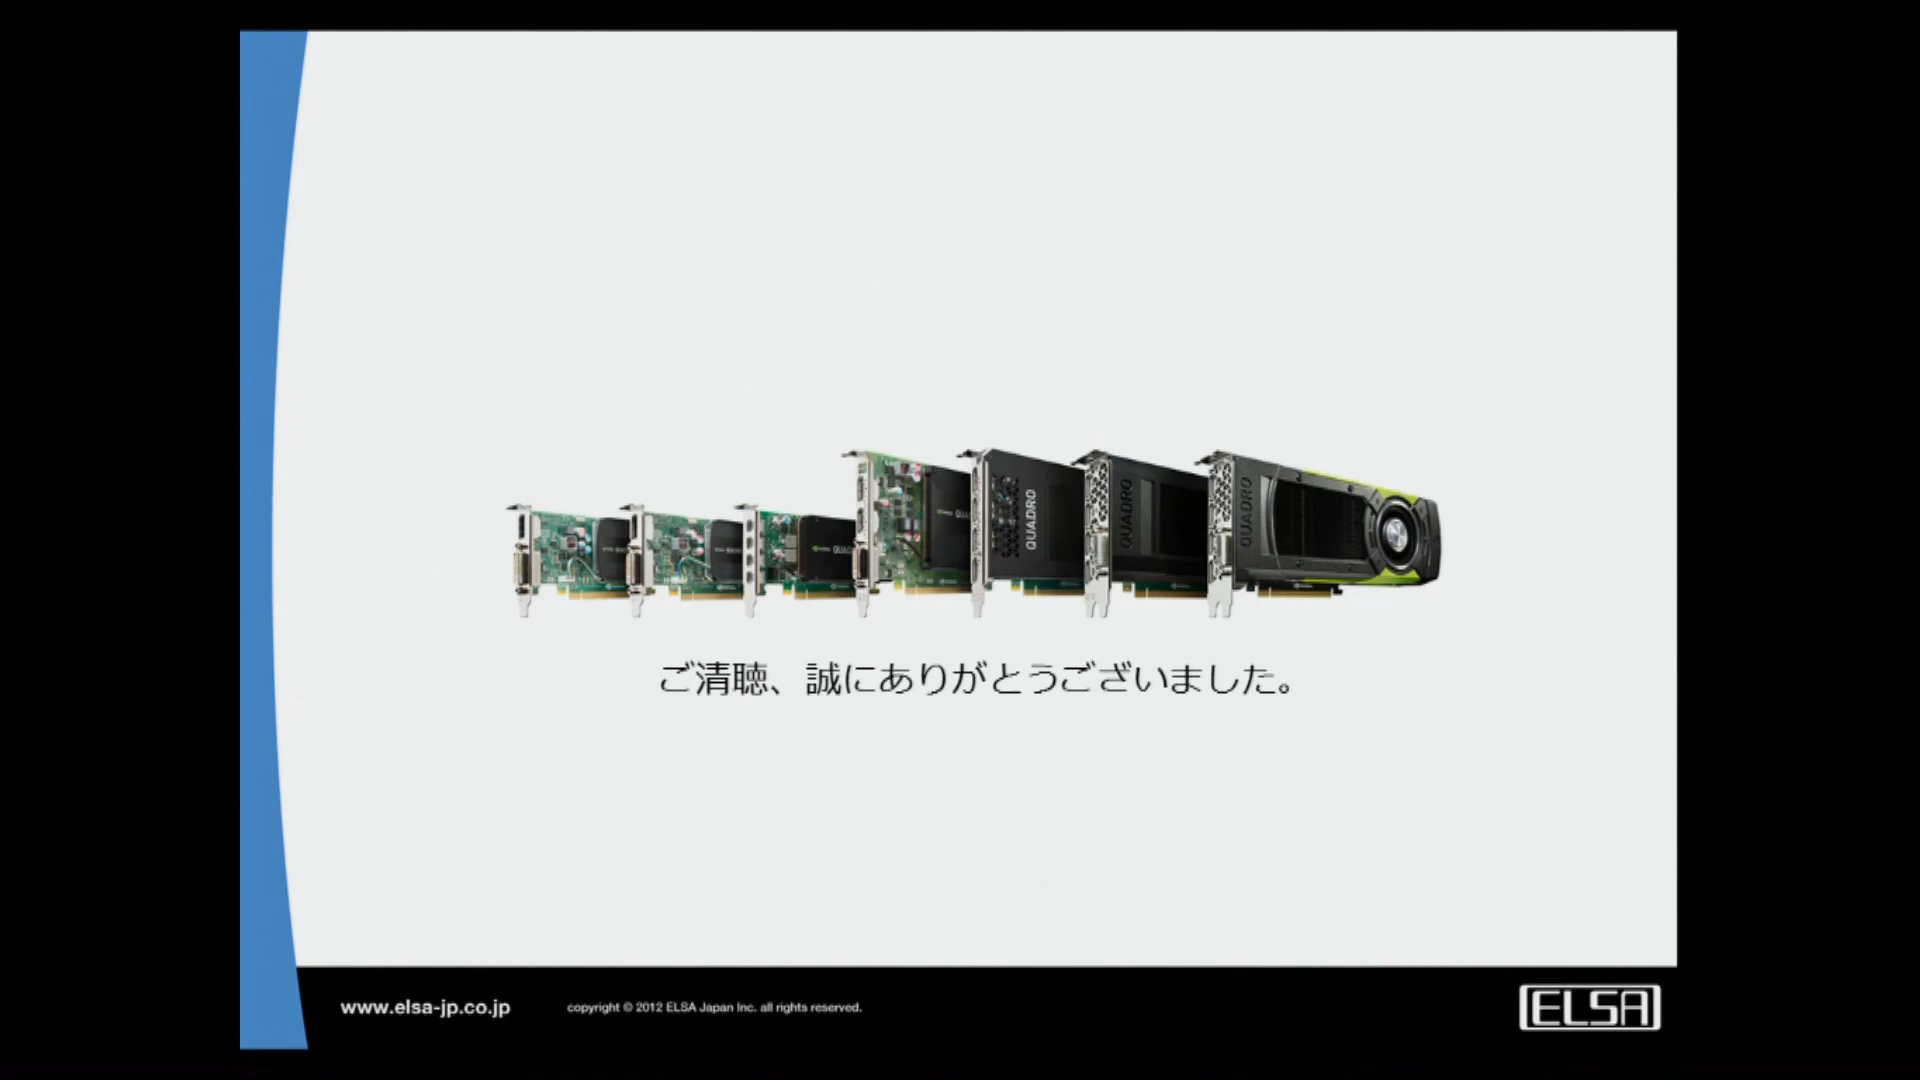 QUADRO
QUADRO
QUADRO
ご清聴、誠にありがとうございました。
www.elsa-jp.co.jp
copyright © 2012 ELSA Japan Inc. all rights reserved.
ELSA